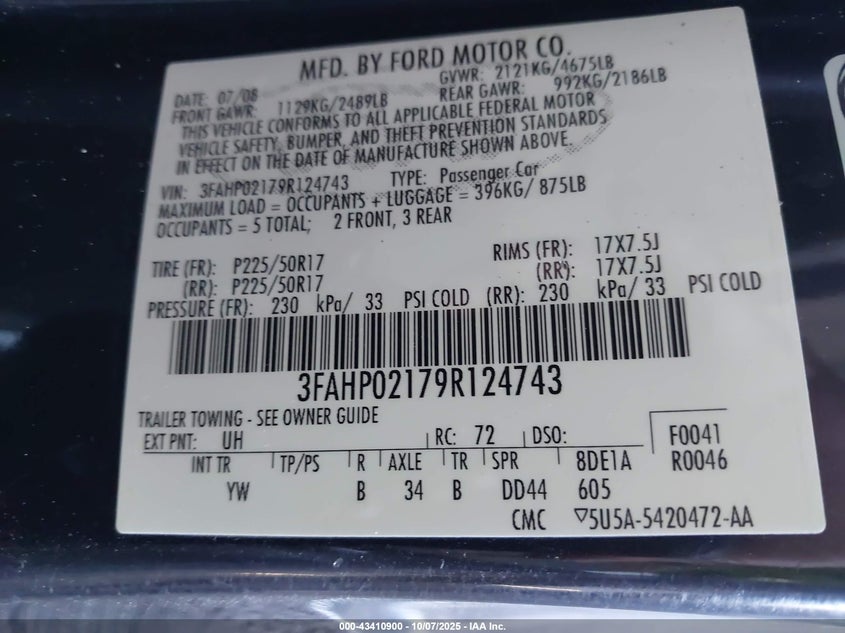 MFD. BY FORD MOTOR CO.
DATE: 07/08 GVWR: 2121KG/4675LB
FRONT GAWR: 1129KG/2489LB REAR GAWR: 992KG/2186LB
THIS VEHICLE CONFORMS TO ALL APPLICABLE FEDERAL MOTOR
VEHICLE SAFETY, BUMPER, AND THEFT PREVENTION STANDARDS
IN EFFECT ON THE DATE OF MANUFACTURE SHOWN ABOVE.
VIN: 3FAHP02179R124743 TYPE: Passenger Car
MAXIMUM LOAD = OCCUPANTS + LUGGAGE = 396KG/ 875LB
OCCUPANTS = 5 TOTAL; 2 FRONT, 3 REAR
TIRE (FR): P225/50R17 RIMS (FR): 17X7.5J
(RR): P225/50R17 (RR): 17X7.5J
PRESSURE (FR): 230 kPa/ 33 PSI COLD (RR): 230 kPa/ 33 PSI COLD
3FAHP02179R124743
TRAILER TOWING - SEE OWNER GUIDE
EXT PNT: UH RC: 72 DSO: F0041
INT TR TP/PS R AXLE TR SPR 8DE1A R0046
YW B 34 B DD44 605
CMC ▽5U5A-5420472-AA
000-43410900 - 10/07/2025 - IAA Inc.